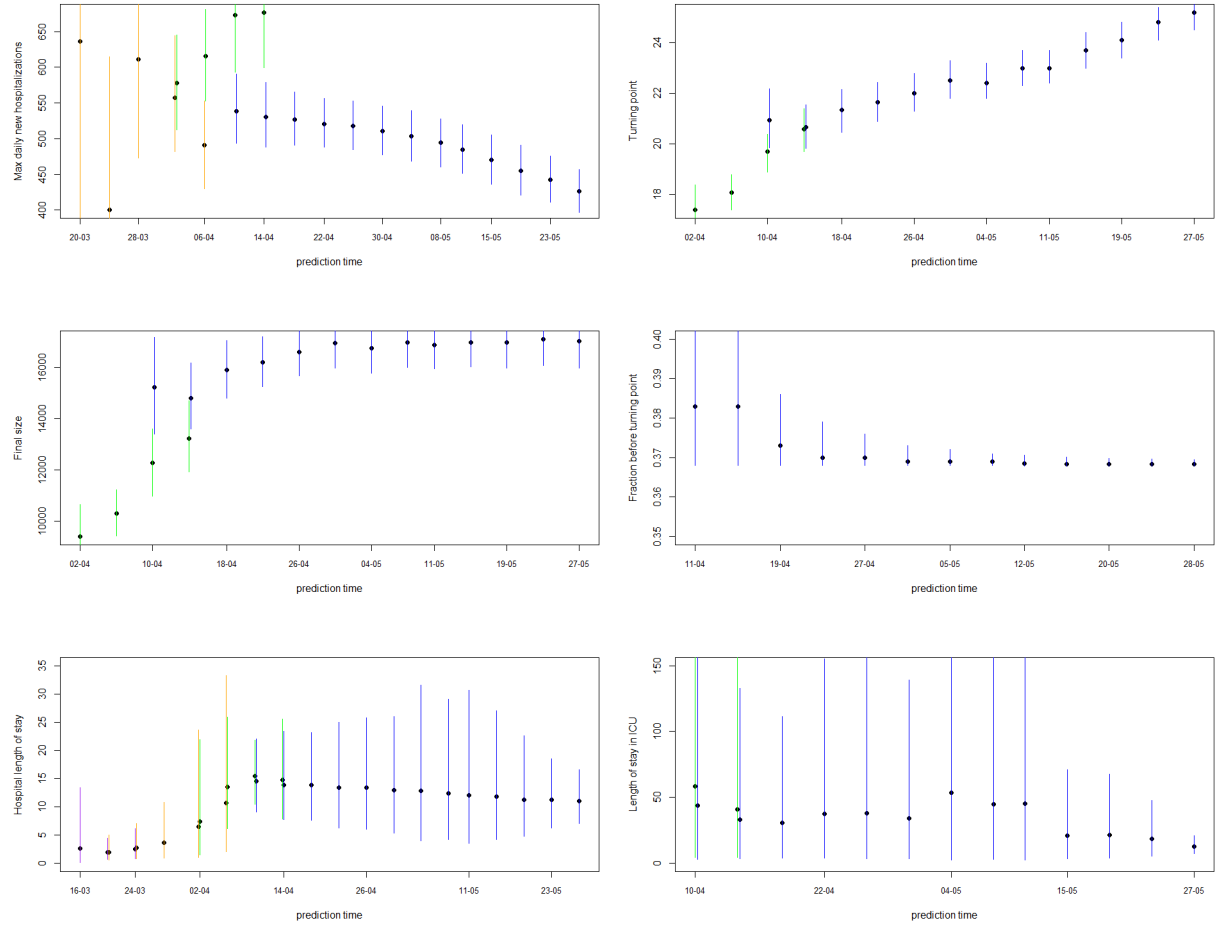 Max daily new hospitalizations
650
600
550
500
450
400
20-03 28-03 06-04 14-04 22-04 30-04 08-05 15-05 23-05
prediction time
Turning point
24
22
20
18
02-04 10-04 18-04 26-04 04-05 11-05 19-05 27-05
prediction time
Final size
16000
14000
12000
10000
02-04 10-04 18-04 26-04 04-05 11-05 19-05 27-05
prediction time
Fraction before turning point
0.40
0.39
0.38
0.37
0.36
0.35
11-04 19-04 27-04 05-05 12-05 20-05 28-05
prediction time
Hospital length of stay
35
30
25
20
15
10
5
0
16-03 24-03 02-04 14-04 26-04 11-05 23-05
prediction time
Length of stay in ICU
150
100
50
0
10-04 22-04 04-05 15-05 27-05
prediction time